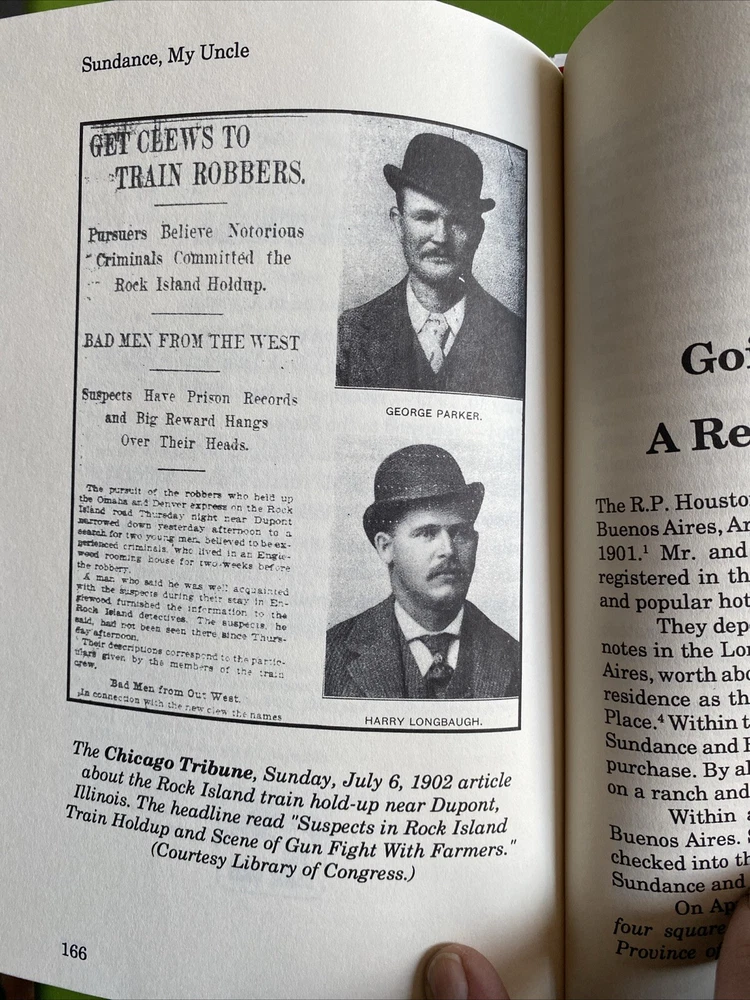 Sundance, My Uncle
GET CLEWS TO
TRAIN ROBBERS.
Pursuers Believe Notorious
Criminals Committed the
Rock Island Holdup.
BAD MEN FROM THE WEST
Suspects Have Prison Records
and Big Reward Hangs
Over Their Heads.
The pursuit of the robbers who held up
the Omaha and Denver express on the Rock
Island road Thursday night near Dupont
narrowed down yesterday afternoon to a
search for two young men, believed to be ex-
perienced criminals, who lived in an Engle-
wood rooming house for two weeks before
the robbery.
A man who said he was well acquainted
with the suspects during their stay in En-
glewood furnished the information to the
Rock Island detectives. The suspects, he
said, had not been seen there since Thurs-
day afternoon.
Their descriptions correspond to the partic-
ulars given by the members of the train
crew.
Bad Men from Out West.
In connection with the new clew the names
GEORGE PARKER.
HARRY LONGBAUGH.
The Chicago Tribune, Sunday, July 6, 1902 article
about the Rock Island train hold-up near Dupont,
Illinois. The headline read "Suspects in Rock Island
Train Holdup and Scene of Gun Fight With Farmers."
(Courtesy Library of Congress.)
166
Goi
A Re
The R.P. Housto
Buenos Aires, Ar
1901.¹ Mr. and
registered in th
and popular hot
They dep
notes in the Lon
Aires, worth abo
residence as th
Place.⁴ Within t
Sundance and E
purchase. By al
on a ranch and
Within a
Buenos Aires. S
checked into th
Sundance and
On Ap
four square
Province of